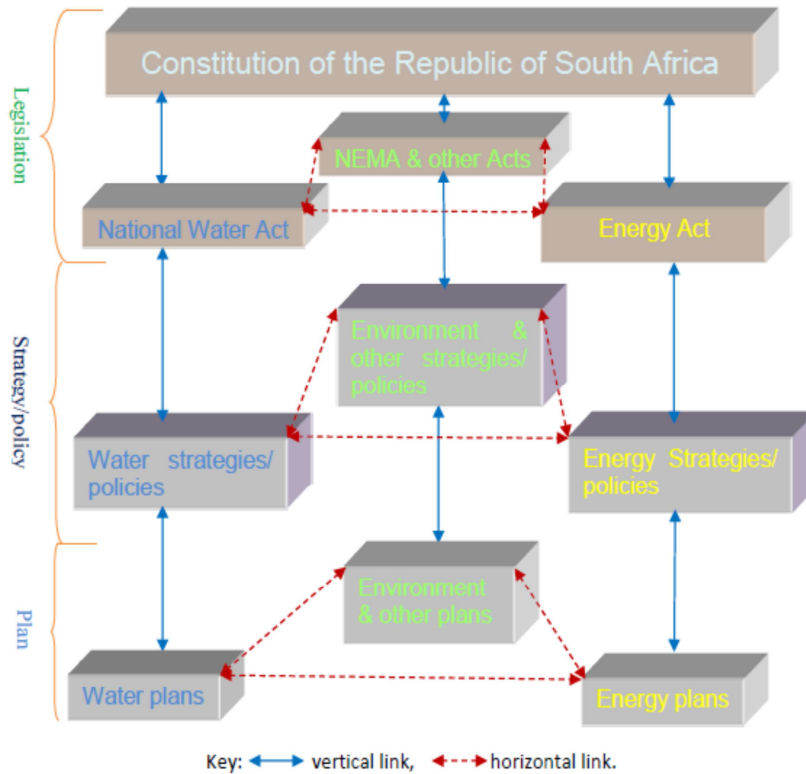 Constitution of the Republic of South Africa
Legislation
NEMA & other Acts
National Water Act
Energy Act
Strategy/policy
Environment &
other strategies/
policies
Water strategies/
policies
Energy Strategies/
policies
Plan
Environment
& other plans
Water plans
Energy plans
Key: vertical link, horizontal link.